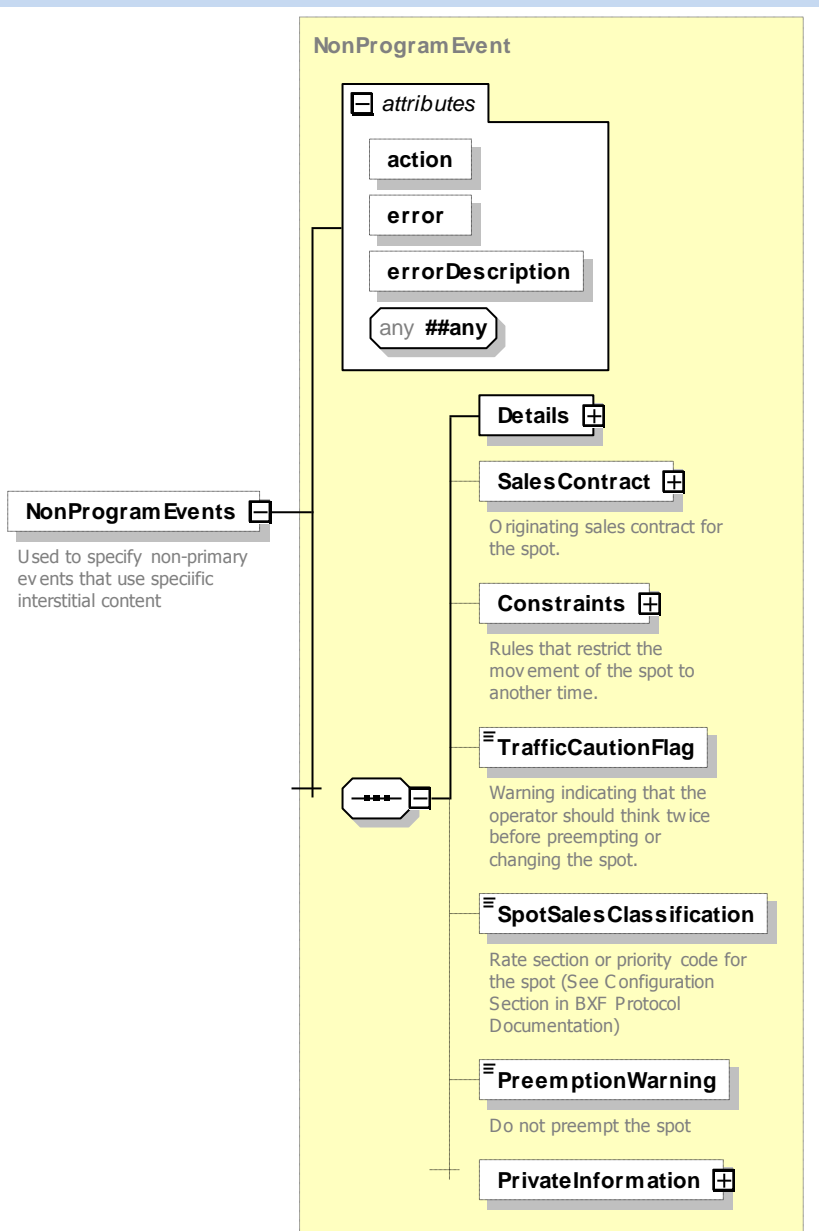 NonProgramEvent
attributes
action
error
errorDescription
any ##any
Details
SalesContract
Originating sales contract for
the spot.
NonProgramEvents
Used to specify non-primary
events that use speciific
interstitial content
Constraints
Rules that restrict the
movement of the spot to
another time.
TrafficCautionFlag
Warning indicating that the
operator should think twice
before preempting or
changing the spot.
SpotSalesClassification
Rate section or priority code for
the spot (See Configuration
Section in BXF Protocol
Documentation)
PreemptionWarning
Do not preempt the spot
PrivateInformation